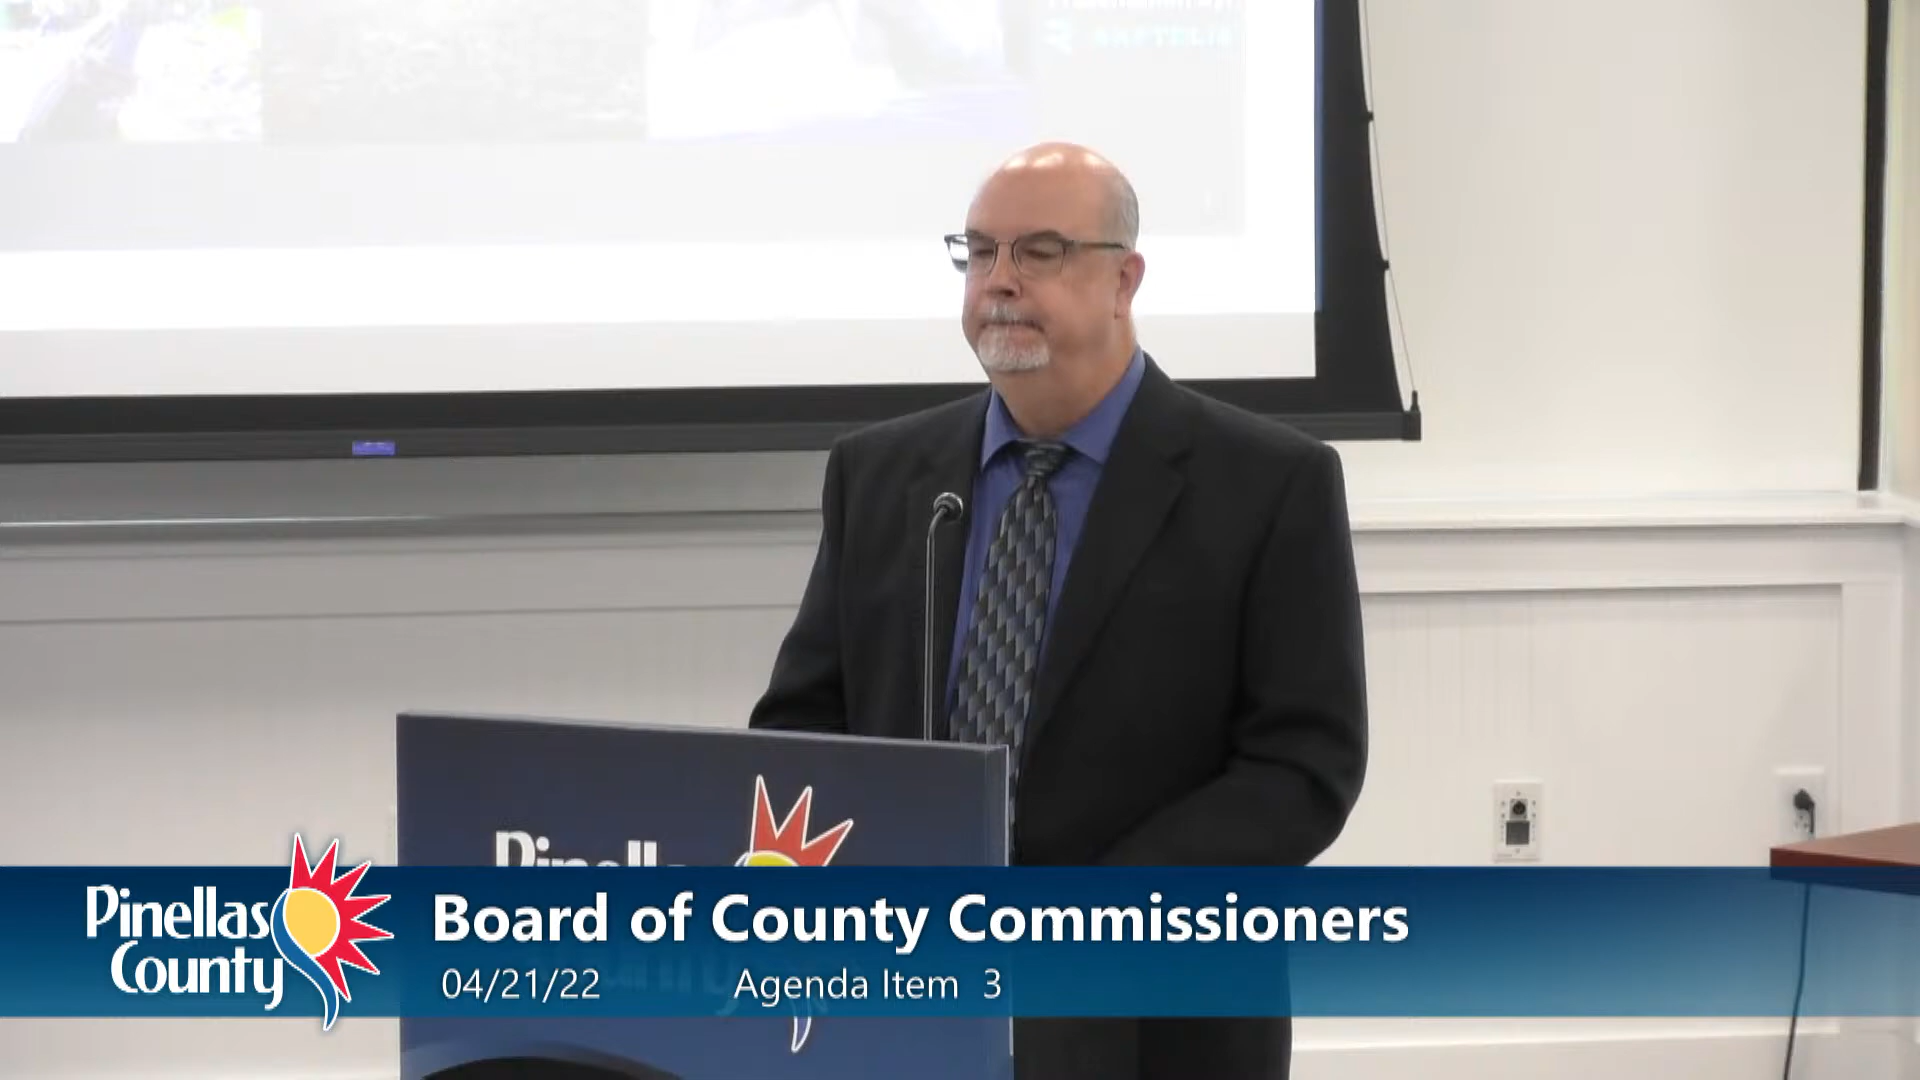 Pinellas
County
Board of County Commissioners
04/21/22 Agenda Item 3